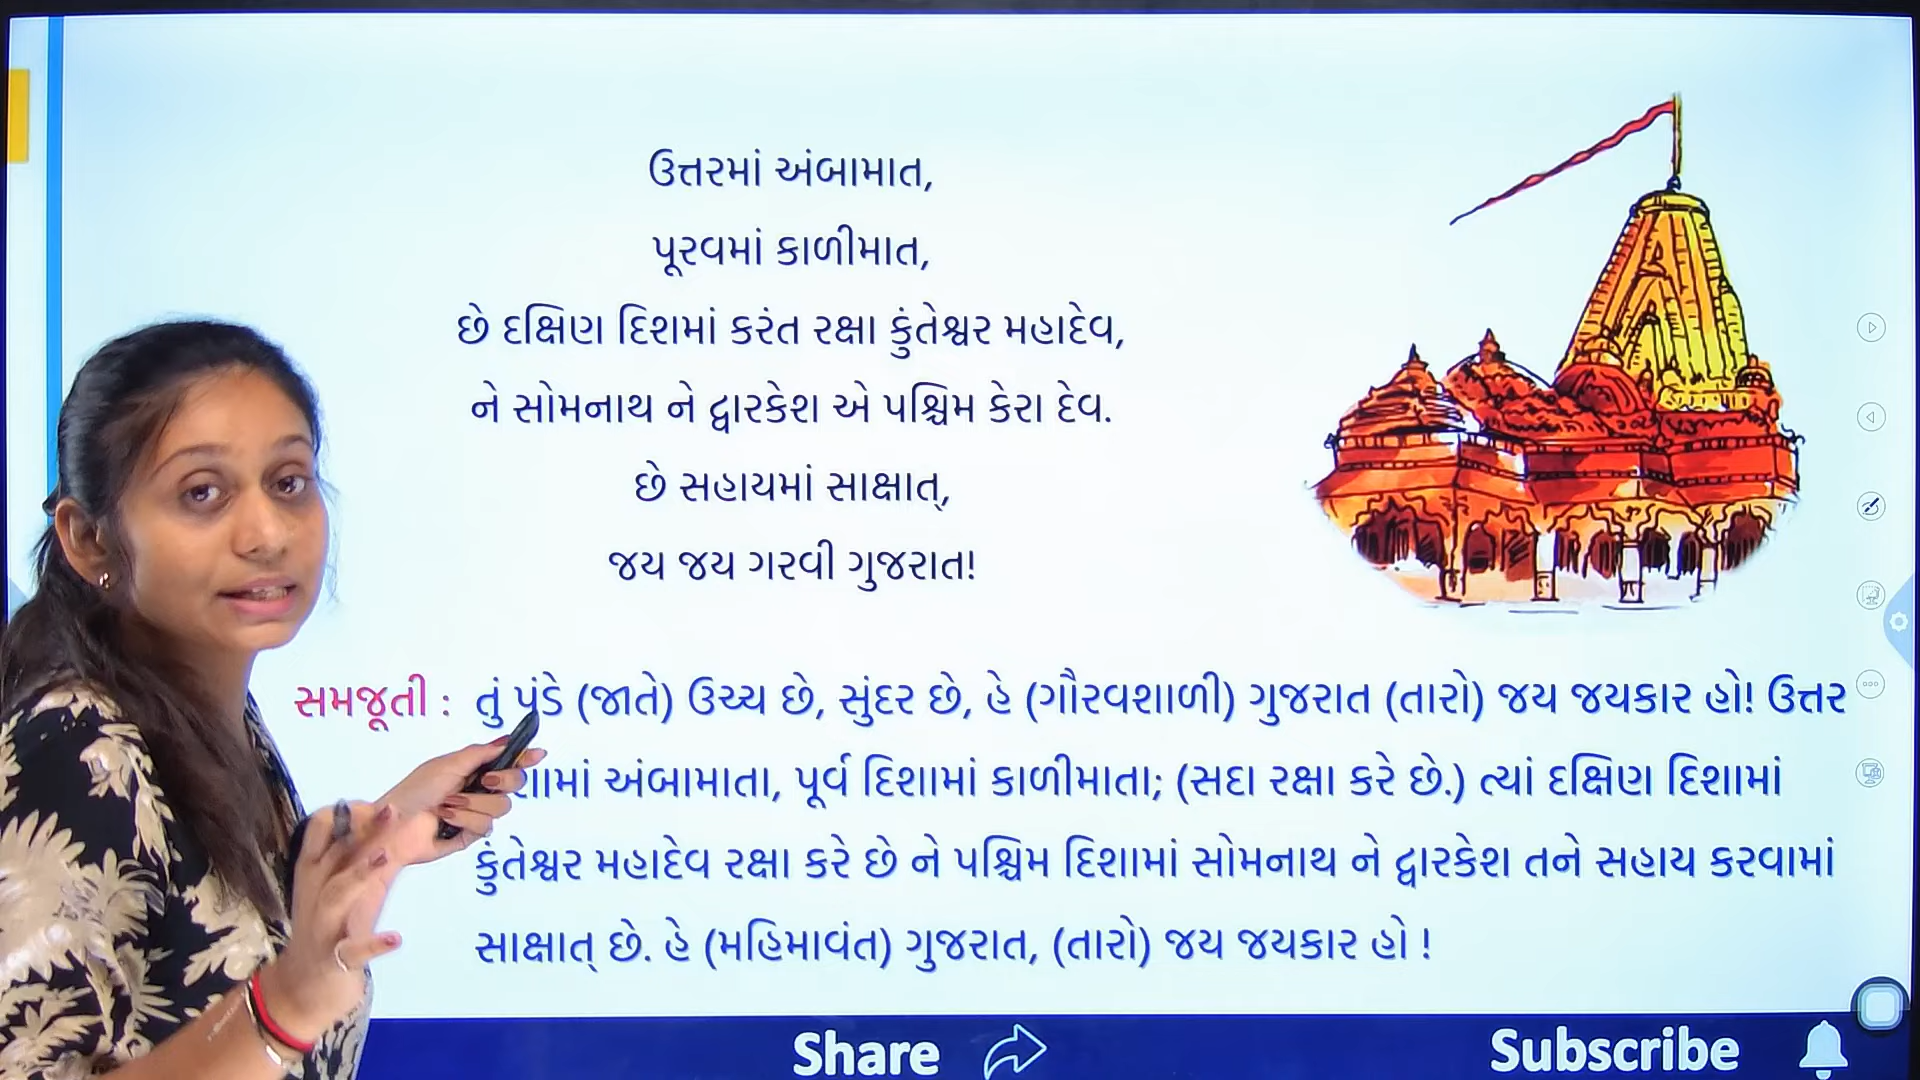 ઉત્તરમાં અંબામાત,
પૂરવમાં કાળીમાત,
છે દક્ષિણ દિશમાં કરંત રક્ષા કુંતેશ્વર મહાદેવ,
ને સોમનાથ ને દ્વારકેશ એ પશ્ચિમ કેરા દેવ.
છે સહાયમાં સાક્ષાત્,
જય જય ગરવી ગુજરાત!
સમજૂતી : તું પંડે (જાતે) ઉચ્ચ છે, સુંદર છે, હે (ગૌરવશાળી) ગુજરાત (તારો) જય જયકાર હો! ઉત્તર
અંબામાતા, પૂર્વ દિશામાં કાળીમાતા; (સદા રક્ષા કરે છે.) ત્યાં દક્ષિણ દિશામાં
કુંતેશ્વર મહાદેવ રક્ષા કરે છે ને પશ્ચિમ દિશામાં સોમનાથ ને દ્વારકેશ તને સહાય કરવામાં
સાક્ષાત્ છે. હે (મહિમાવંત) ગુજરાત, (તારો) જય જયકાર હો !
Share
Subscribe